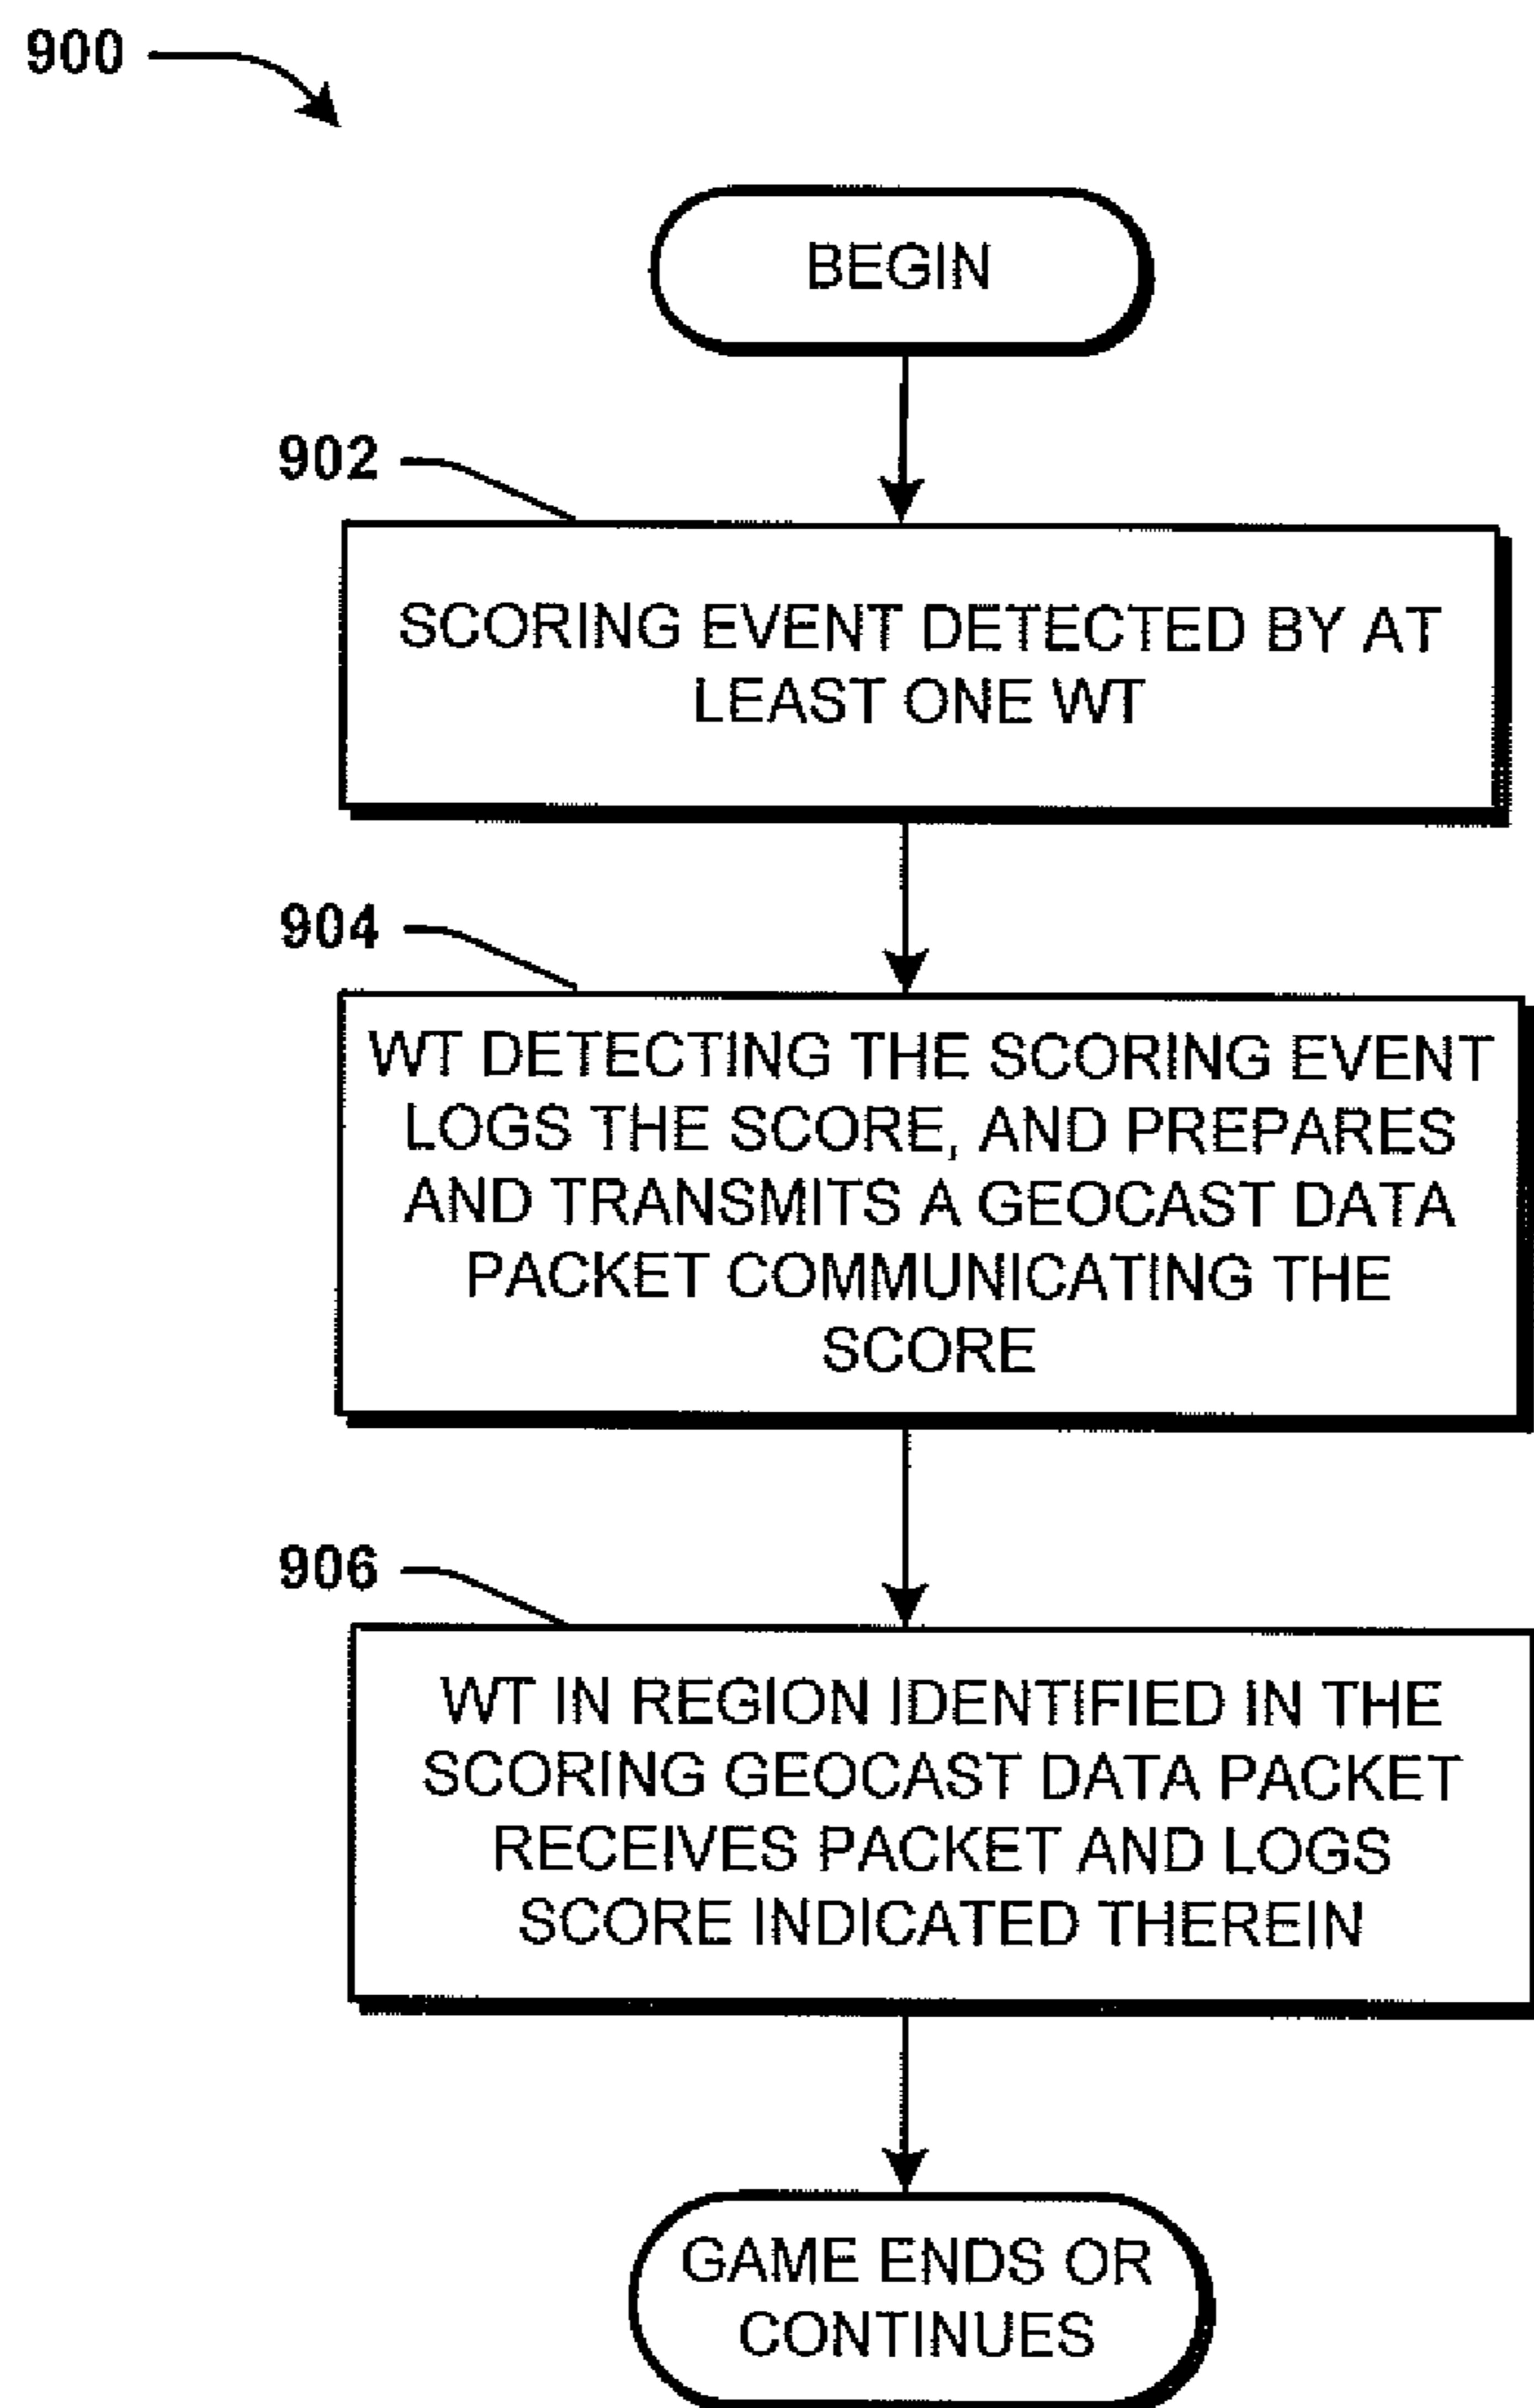 900
BEGIN
902
SCORING EVENT DETECTED BY AT
LEAST ONE WT
904
WT DETECTING THE SCORING EVENT
LOGS THE SCORE, AND PREPARES
AND TRANSMITS A GEOCAST DATA
PACKET COMMUNICATING THE
SCORE
906
WT IN REGION IDENTIFIED IN THE
SCORING GEOCAST DATA PACKET
RECEIVES PACKET AND LOGS
SCORE INDICATED THEREIN
GAME ENDS OR
CONTINUES